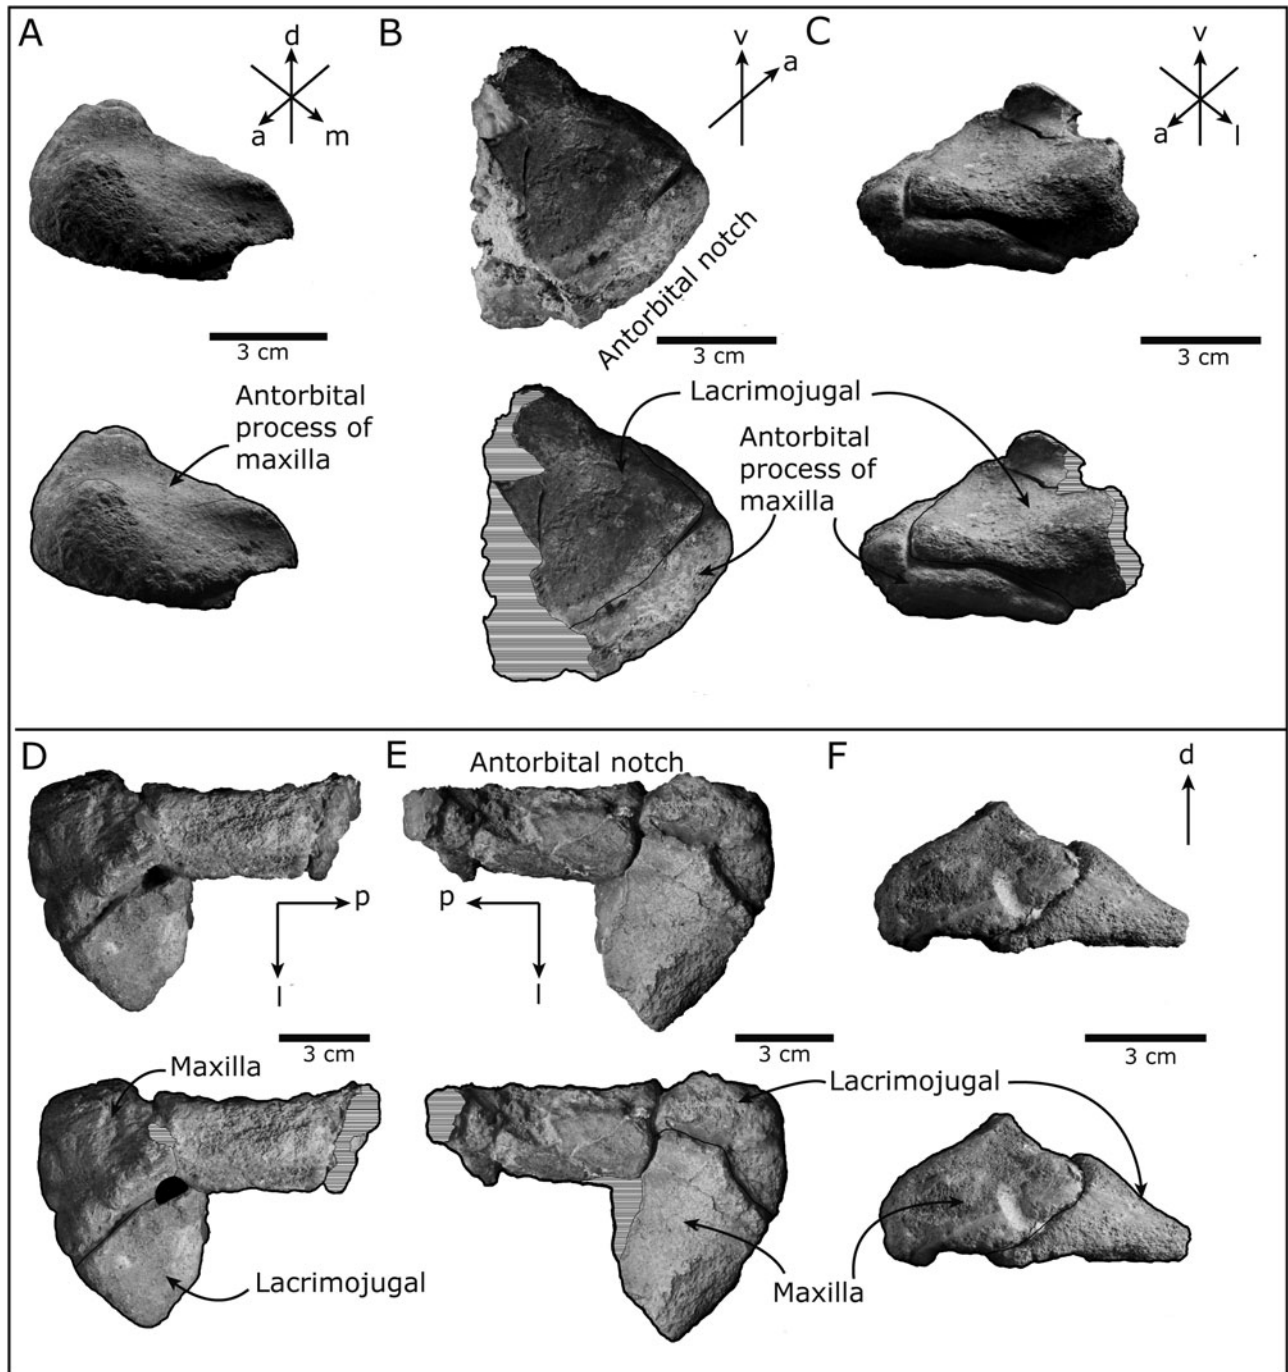 A
d
a
m
B
v
a
C
v
a
l
Antorbital notch
3 cm
3 cm
3 cm
Antorbital
process of
maxilla
Lacrimojugal
Antorbital
process of
maxilla
D
E
Antorbital notch
F
d
p
l
p
l
3 cm
3 cm
3 cm
Maxilla
Lacrimojugal
Lacrimojugal
Maxilla